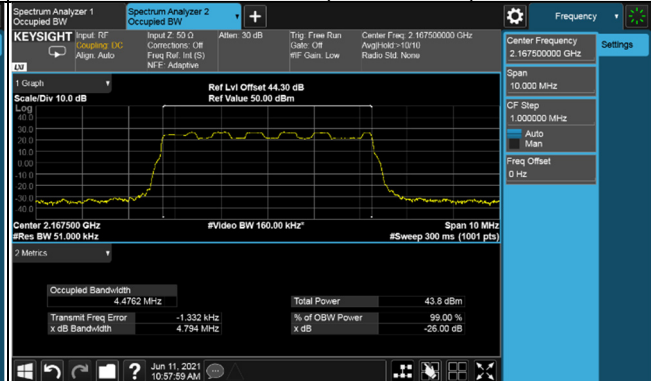 Spectrum Analyzer 1
Occupied BW
Spectrum Analyzer 2
Occupied BW
Frequency
KEYSIGHT
Input: RF
Coupling: DC
Align: Auto
Input Z: 50 Ω
Corrections: Off
Freq Ref: Int (S)
NFE: Adaptive
Atten: 30 dB
Trig: Free Run
Gate: Off
#IF Gain: Low
Center Freq: 2.167500000 GHz
Avg|Hold:>10/10
Radio Std: None
LXI
Center Frequency
2.167500000 GHz
Settings
Span
10.000 MHz
CF Step
1.000000 MHz
Auto
Man
Freq Offset
0 Hz
1 Graph
Scale/Div 10.0 dB
Ref Lvl Offset 44.30 dB
Ref Value 50.00 dBm
Log
40.0
30.0
20.0
10.0
0.00
-10.0
-20.0
-30.0
-40.0
Center 2.167500 GHz
#Res BW 51.000 kHz
#Video BW 160.00 kHz*
Span 10 MHz
#Sweep 300 ms (1001 pts)
2 Metrics
Occupied Bandwidth
4.4762 MHz
Total Power 43.8 dBm
Transmit Freq Error -1.332 kHz
% of OBW Power 99.00 %
x dB Bandwidth 4.794 MHz
x dB -26.00 dB
?
Jun 11, 2021
10:57:59 AM